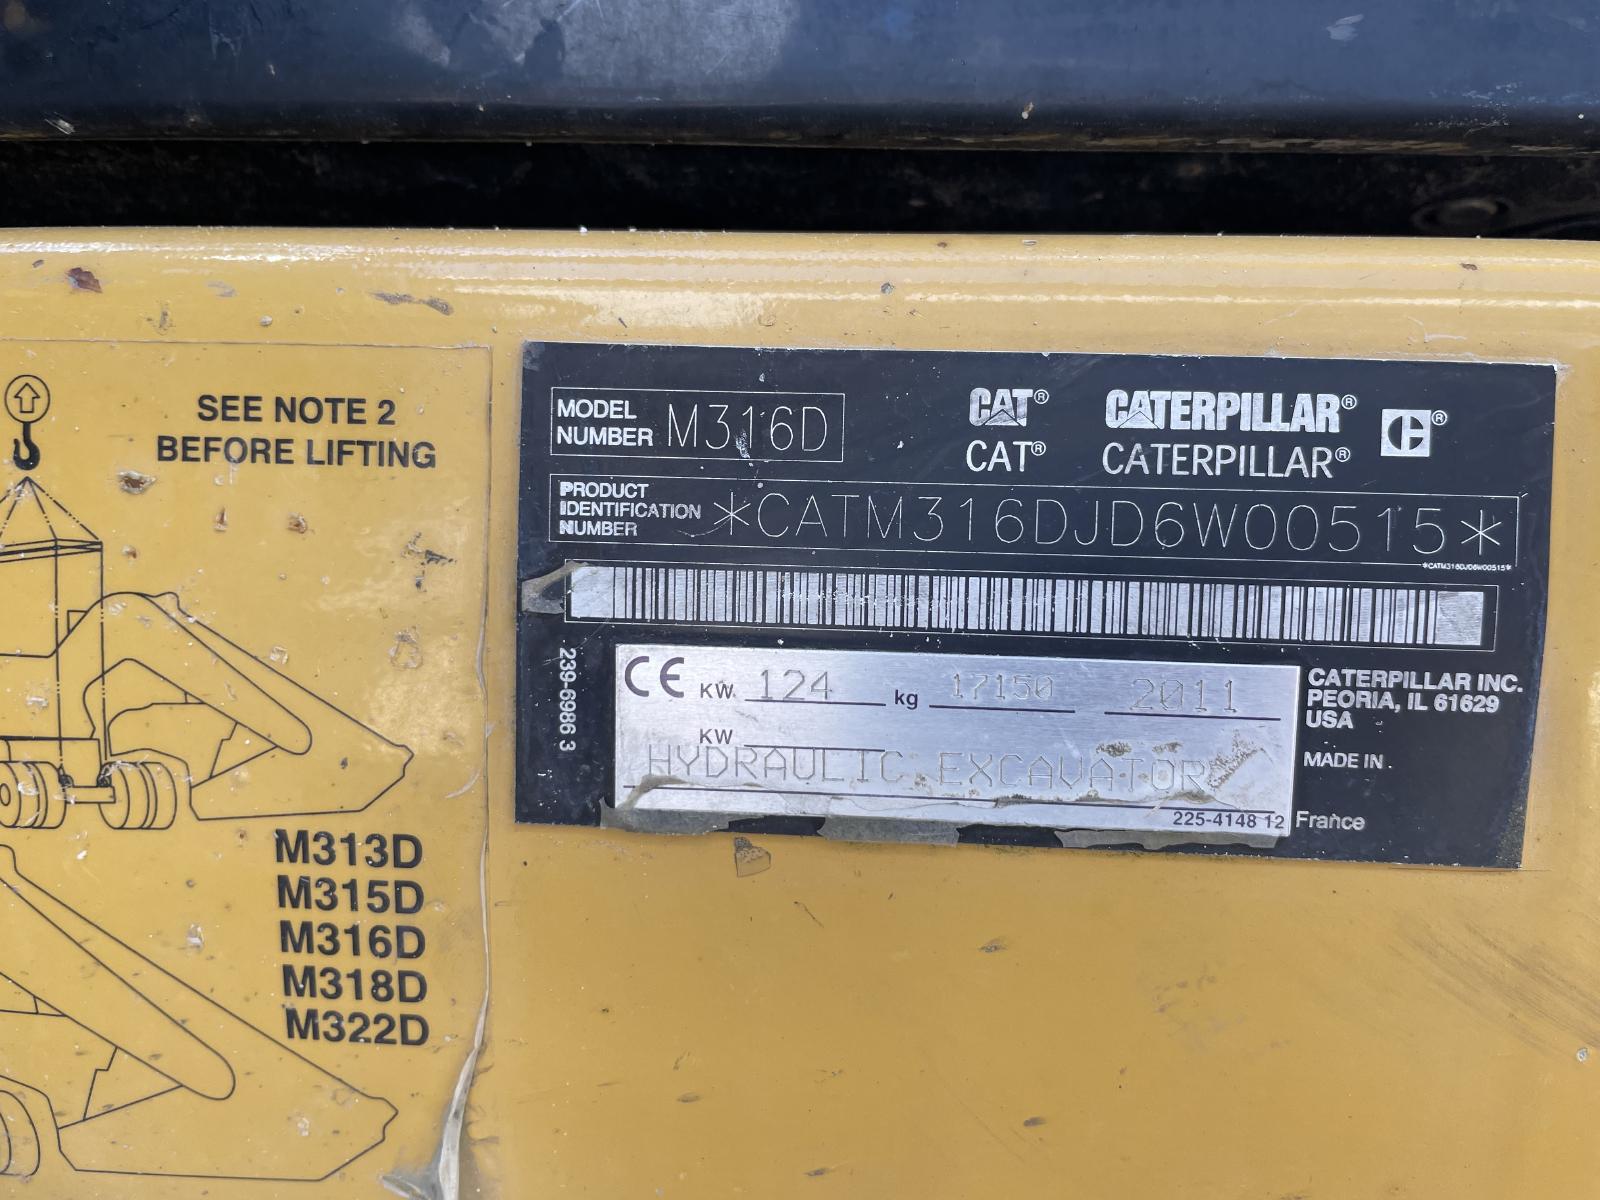 SEE NOTE 2
BEFORE LIFTING
M313D
M315D
M316D
M318D
M322D
MODEL
NUMBER M316D
CAT® CATERPILLAR® ®
CAT® CATERPILLAR®
PRODUCT
IDENTIFICATION
NUMBER
*CATM316DJD6W00515*
*CATM316DJD6W00515*
239-6986 3
CE KW 124 kg 17150 2011
KW
HYDRAULIC EXCAVATOR
225-4148 12
CATERPILLAR INC.
PEORIA, IL 61629
USA
MADE IN
France